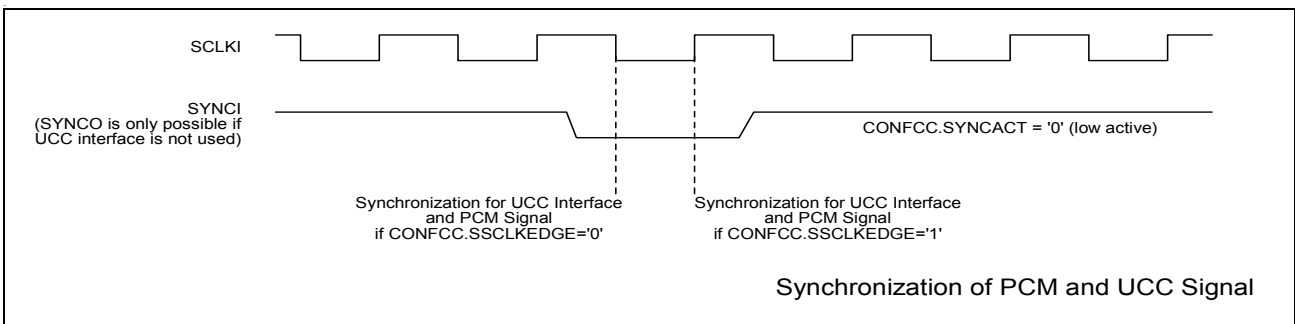 SCLKI
SYNCI
(SYNCO is only possible if
UCC interface is not used)
CONFCC.SYNCACT = '0' (low active)
Synchronization for UCC Interface
and PCM Signal
if CONFCC.SSCLKEDGE='0'
Synchronization for UCC Interface
and PCM Signal
if CONFCC.SSCLKEDGE='1'
Synchronization of PCM and UCC Signal